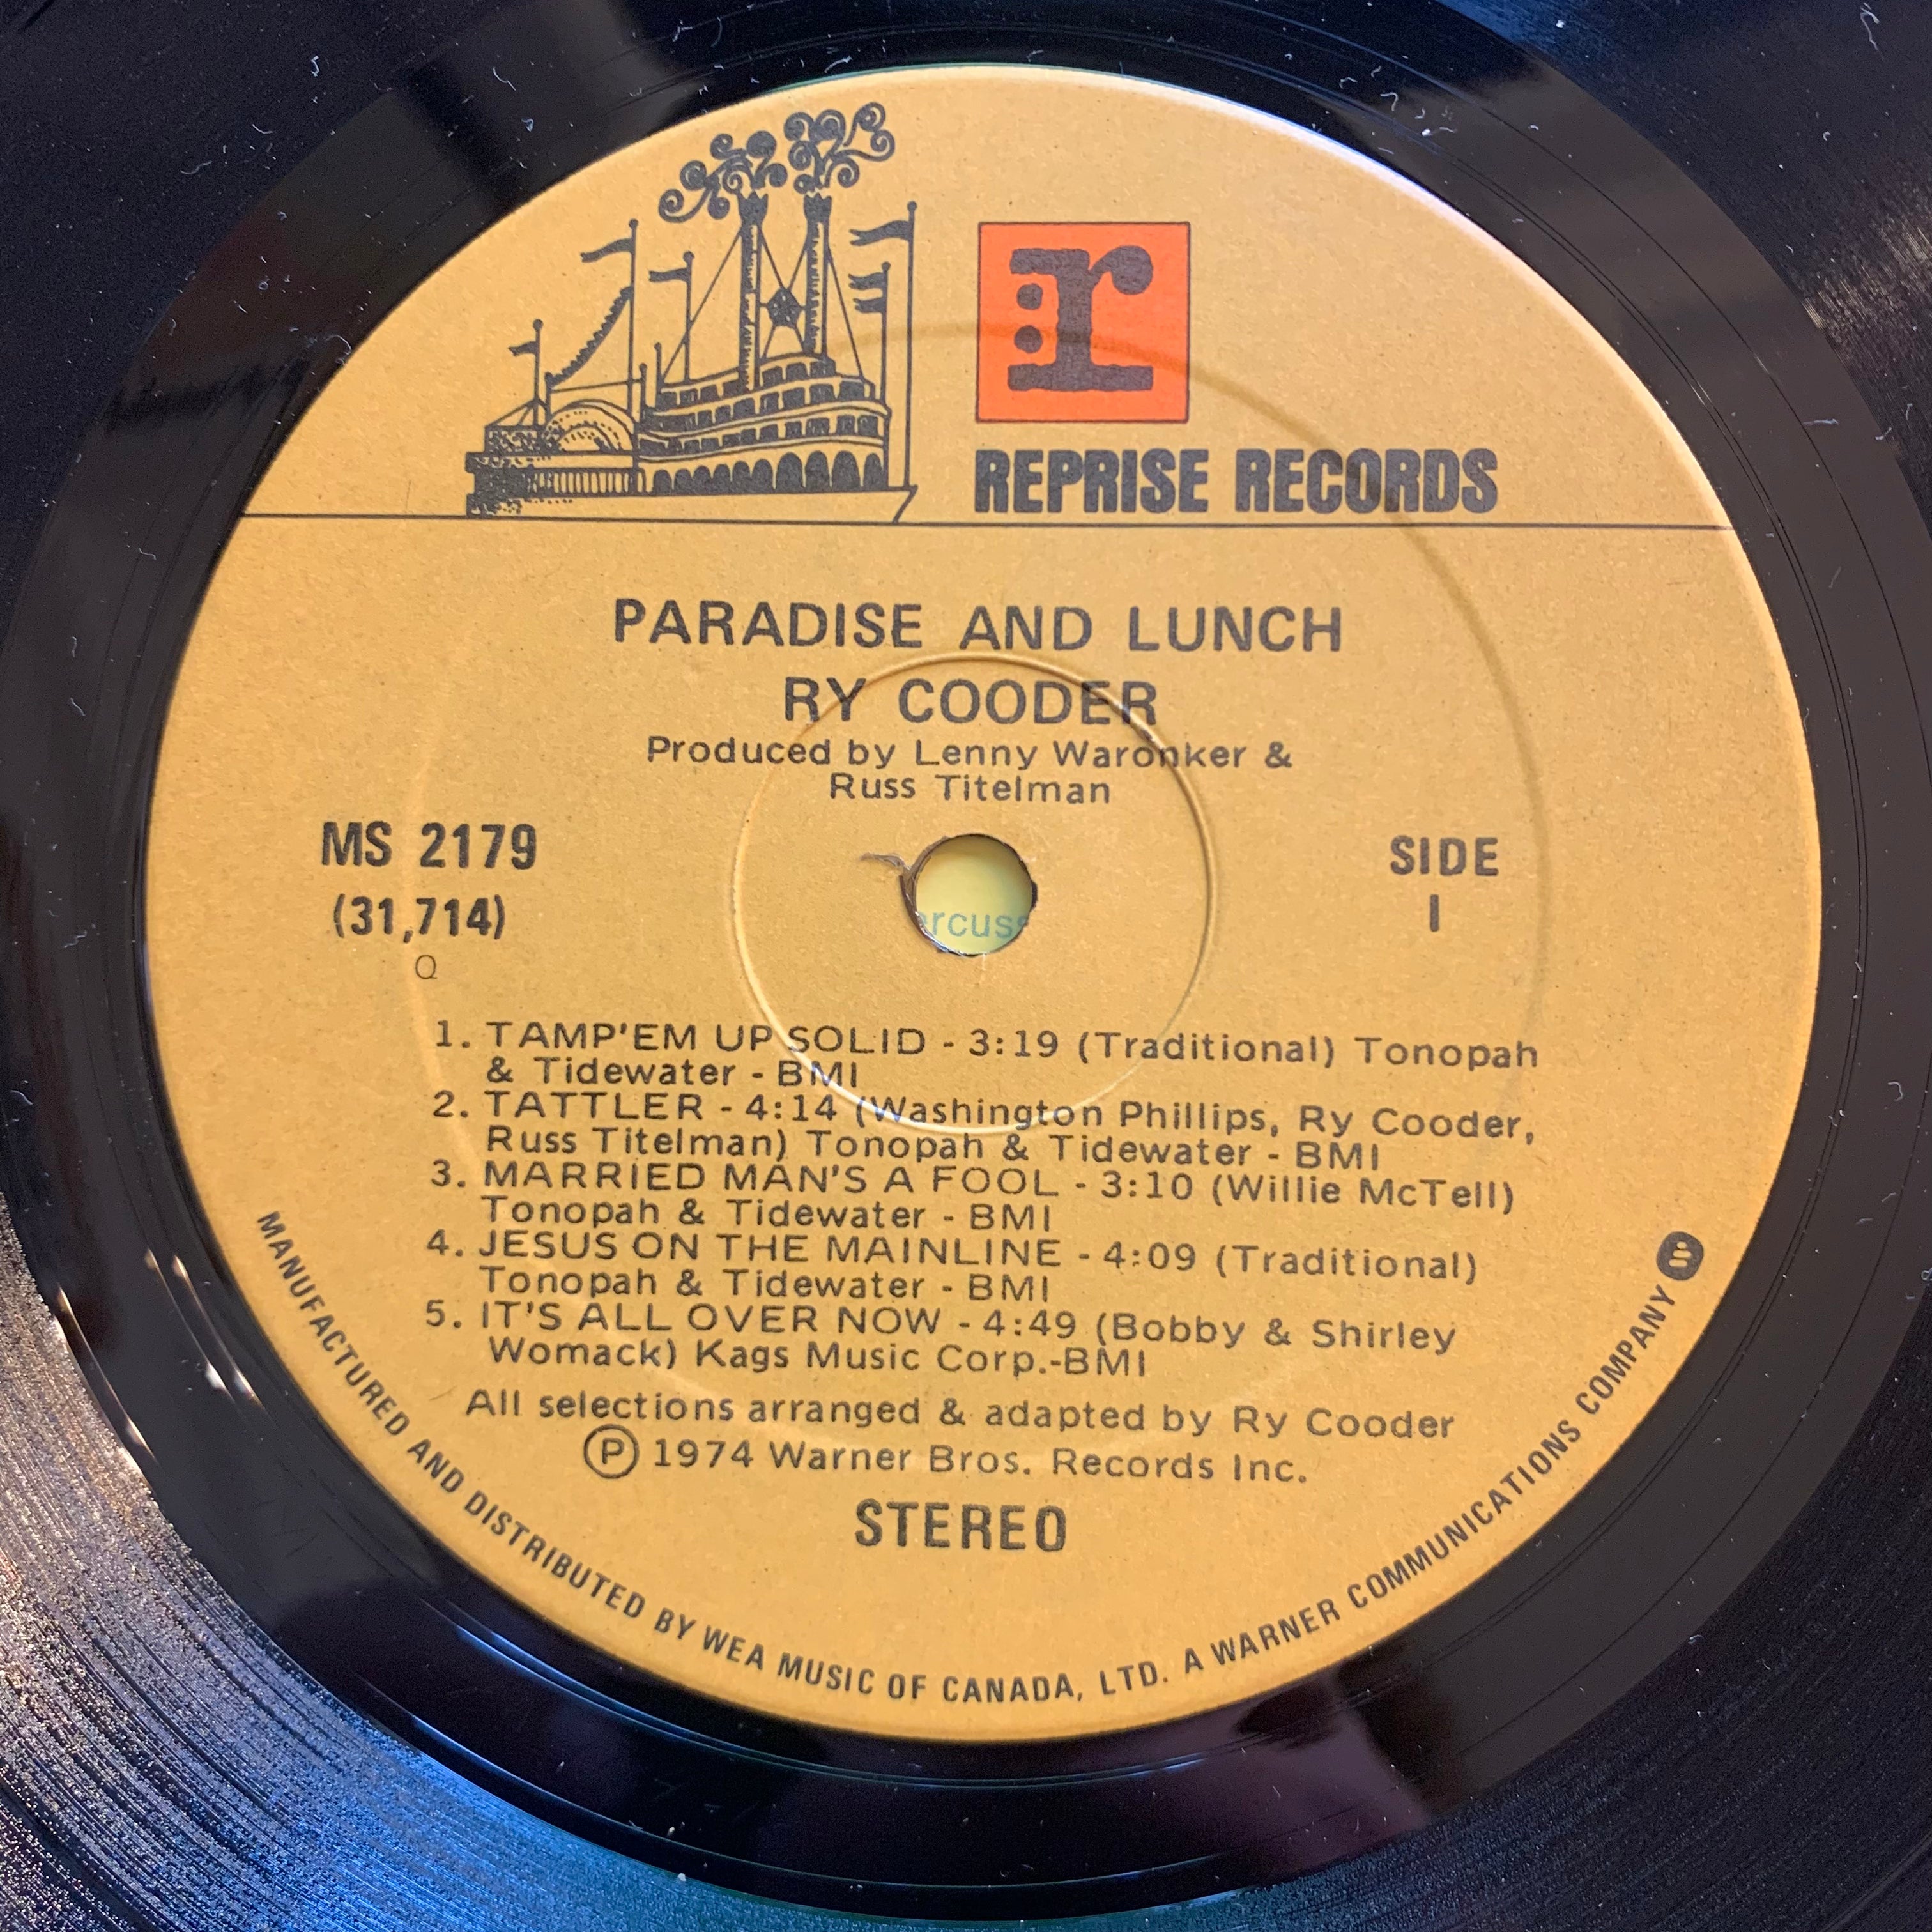 r
REPRISE RECORDS
PARADISE AND LUNCH
RY COODER
Produced by Lenny Waronker &
Russ Titelman
MS 2179
(31,714)
Q
SIDE
1
ercuss
1. TAMP'EM UP SOLID - 3:19 (Traditional) Tonopah
& Tidewater - BMI
2. TATTLER - 4:14 (Washington Phillips, Ry Cooder,
Russ Titelman) Tonopah & Tidewater - BMI
3. MARRIED MAN'S A FOOL - 3:10 (Willie McTell)
Tonopah & Tidewater - BMI
4. JESUS ON THE MAINLINE - 4:09 (Traditional)
Tonopah & Tidewater - BMI
5. IT'S ALL OVER NOW - 4:49 (Bobby & Shirley
Womack) Kags Music Corp.-BMI
All selections arranged & adapted by Ry Cooder
Ⓟ 1974 Warner Bros. Records Inc.
STEREO
MANUFACTURED AND DISTRIBUTED BY WEA MUSIC OF CANADA, LTD. A WARNER COMMUNICATIONS COMPANY